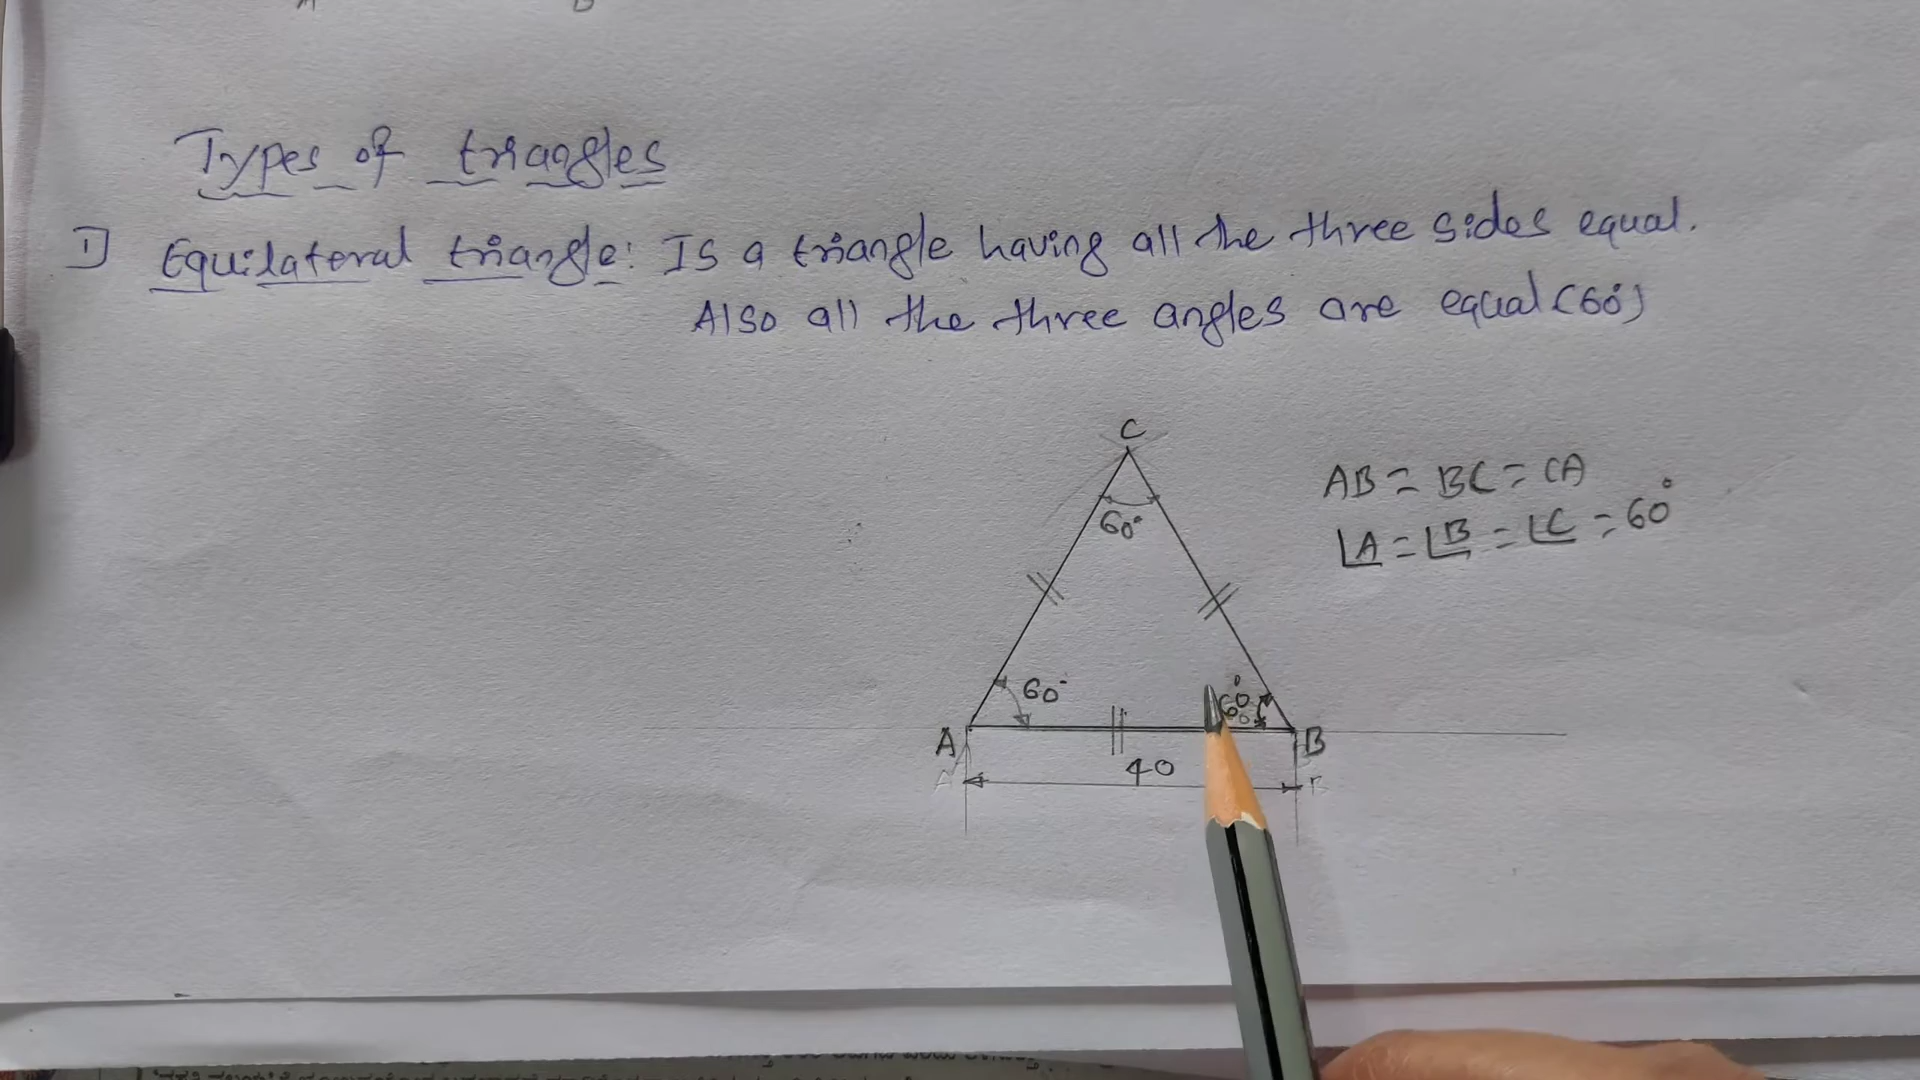 Types of triangles
1) Equilateral triangle: Is a triangle having all the three sides equal.
Also all the three angles are equal (60°)
C
60°
AB = BC = CA
∠A = ∠B = ∠C = 60°
60°
60°
A
B
40